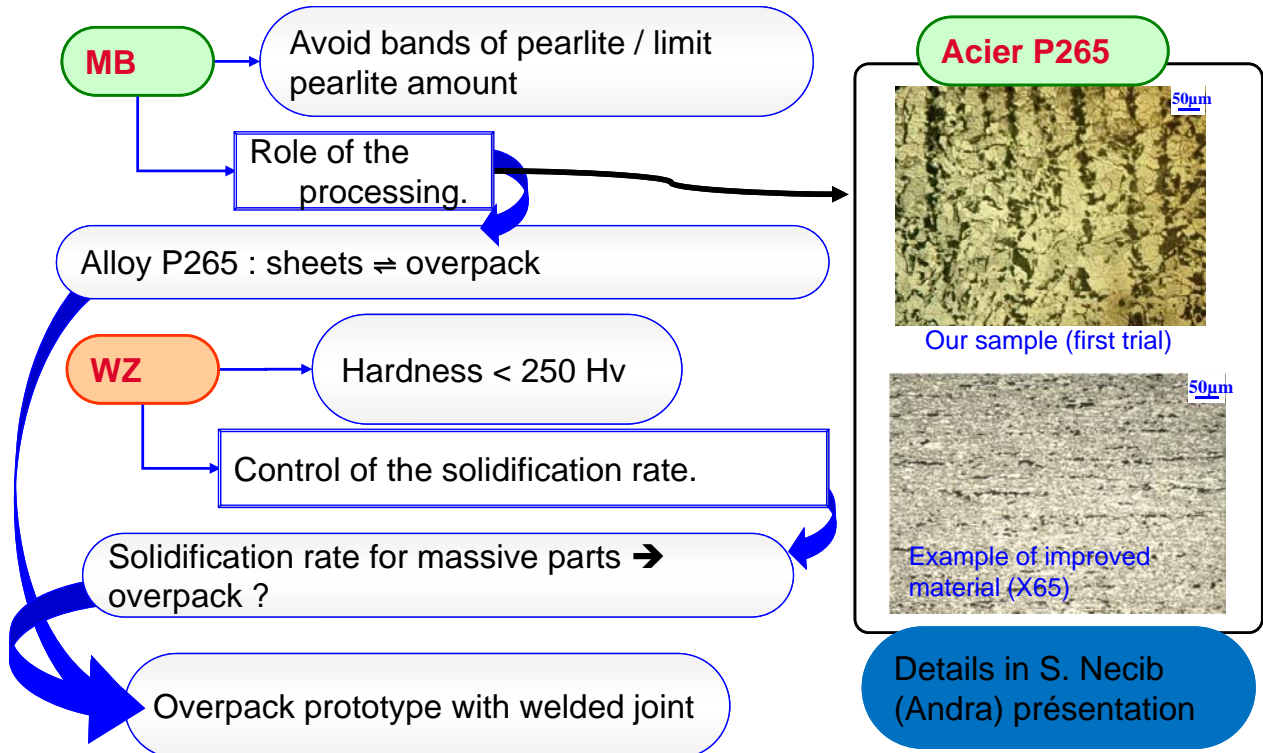 MB
Avoid bands of pearlite / limit
pearlite amount
Role of the
processing.
Alloy P265 : sheets ⇌ overpack
WZ
Hardness < 250 Hv
Control of the solidification rate.
Solidification rate for massive parts ➔
overpack ?
Overpack prototype with welded joint
Acier P265
50µm
Our sample (first trial)
50µm
Example of improved
material (X65)
Details in S. Necib
(Andra) présentation